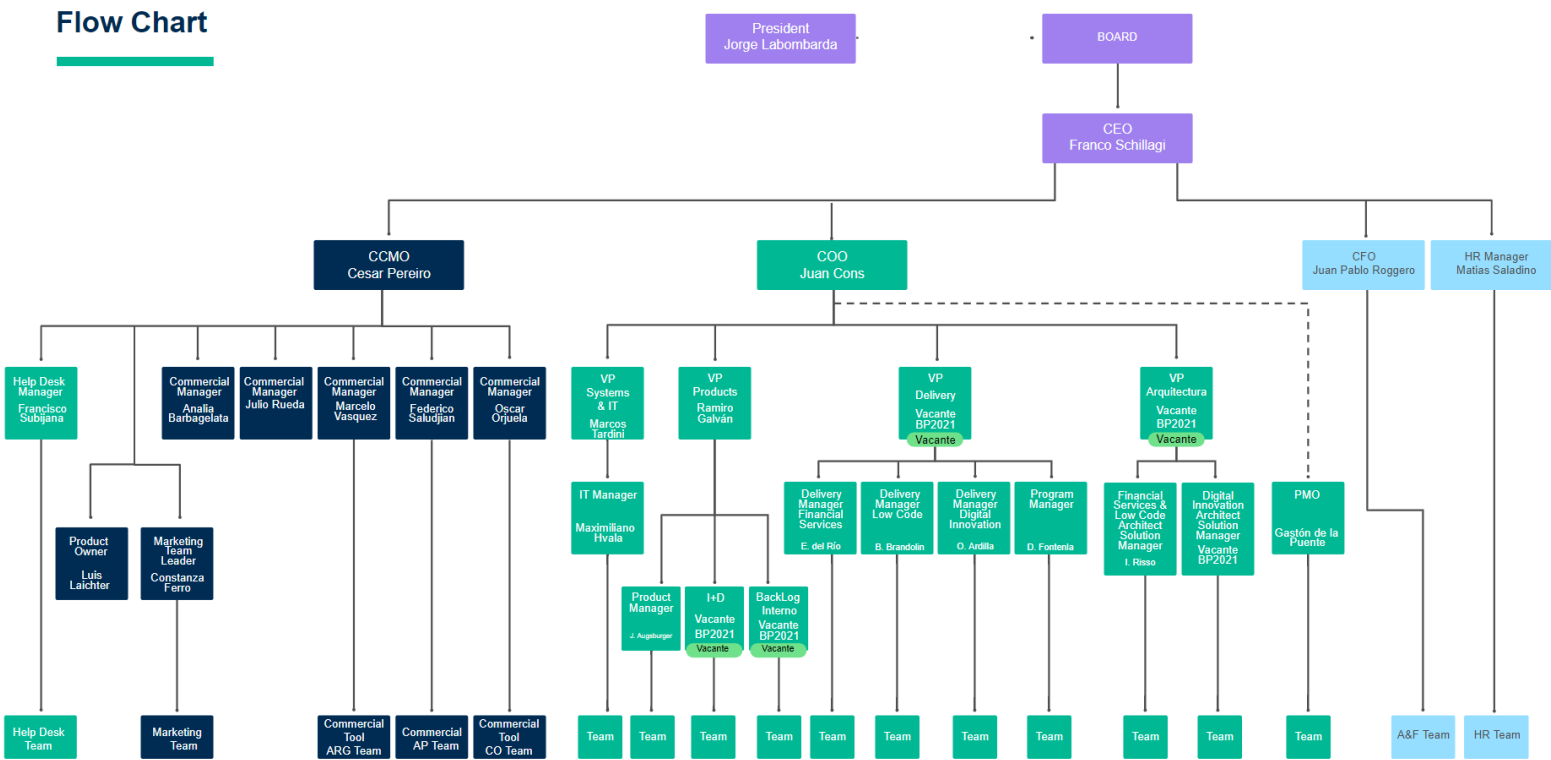 Flow Chart
President
Jorge Labombarda
BOARD
CEO
Franco Schillagi
CCMO
Cesar Pereiro
COO
Juan Cons
CFO
Juan Pablo Roggero
HR Manager
Matias Saladino
Help Desk
Manager
Francisco
Subijana
Commercial
Manager
Analia
Barbagelata
Commercial
Manager
Julio Rueda
Commercial
Manager
Marcelo
Vasquez
Commercial
Manager
Federico
Saludjian
Commercial
Manager
Oscar
Orjuela
VP
Systems
& IT
Marcos
Tardini
VP
Products
Ramiro
Galván
VP
Delivery
Vacante
BP2021
Vacante
VP
Arquitectura
Vacante
BP2021
Vacante
IT Manager
Maximiliano
Hvala
Delivery
Manager
Financial
Services
E. del Río
Delivery
Manager
Low Code
B. Brandolin
Delivery
Manager
Digital
Innovation
O. Ardilla
Program
Manager
D. Fontenla
Financial
Services &
Low Code
Architect
Solution
Manager
I. Risso
Digital
Innovation
Architect
Solution
Manager
Vacante
BP2021
PMO
Gastón de la
Puente
Product
Owner
Luis
Laichter
Marketing
Team
Leader
Constanza
Ferro
Product
Manager
J. Augsburger
I+D
Vacante
BP2021
Vacante
BackLog
Interno
Vacante
BP2021
Vacante
Help Desk
Team
Marketing
Team
Commercial
Tool
ARG Team
Commercial
AP Team
Commercial
Tool
CO Team
Team
Team
Team
Team
Team
Team
Team
Team
Team
Team
Team
A&F Team
HR Team